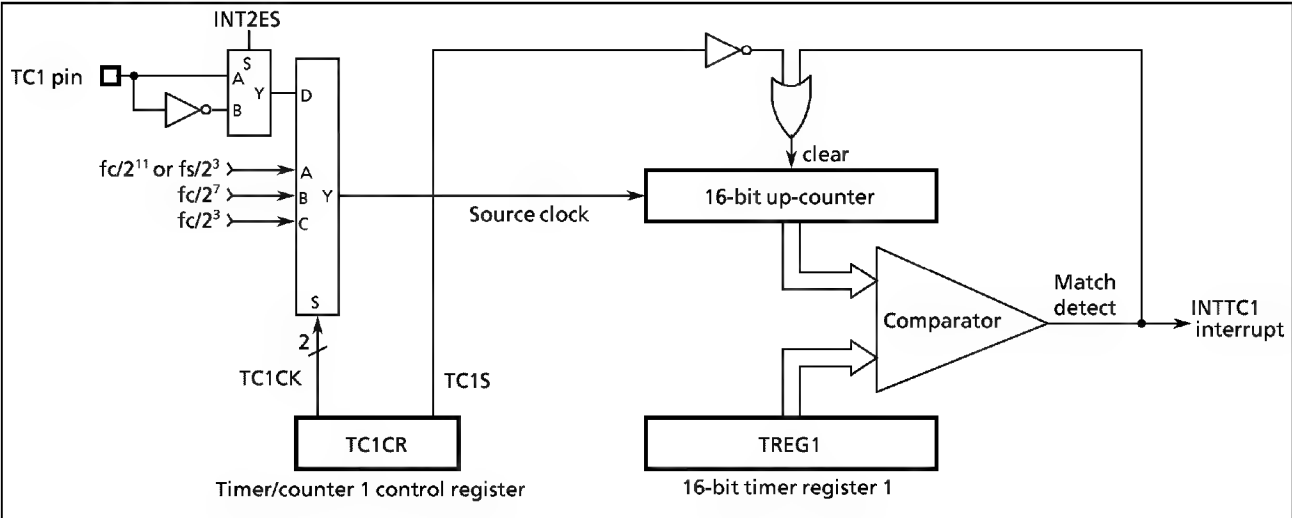 INT2ES
TC1 pin
S
A
Y
B
D
fc/2¹¹ or fs/2³
A
fc/2⁷
B
Y
fc/2³
C
S
2
TC1CK
TC1S
Source clock
clear
16-bit up-counter
Comparator
Match
detect
INTTC1
interrupt
TC1CR
Timer/counter 1 control register
TREG1
16-bit timer register 1